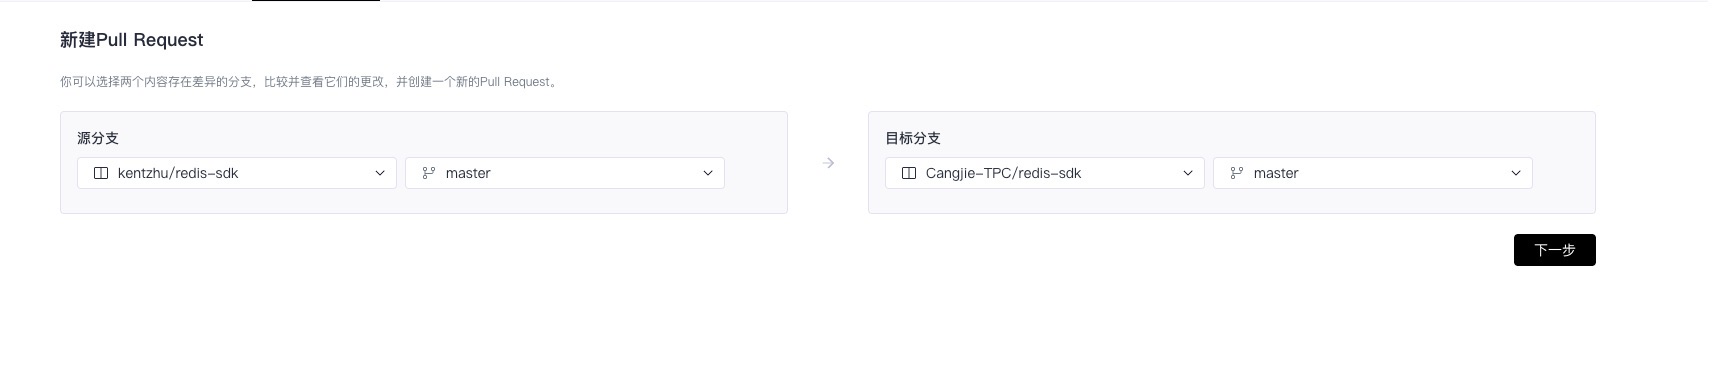 新建Pull Request
你可以选择两个内容存在差异的分支，比较并查看它们的更改，并创建一个新的Pull Request。
源分支
kentzhu/redis-sdk
master
目标分支
Cangjie-TPC/redis-sdk
master
下一步